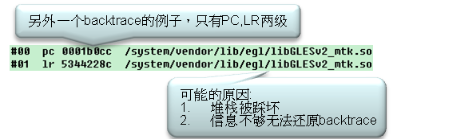 另外一个backtrace的例子，只有PC,LR两级
#00  pc 0001b0cc  /system/vendor/lib/egl/libGLESv2_mtk.so
#01  lr 5344228c  /system/vendor/lib/egl/libGLESv2_mtk.so
可能的原因:
1. 堆栈被踩坏
2. 信息不够无法还原backtrace